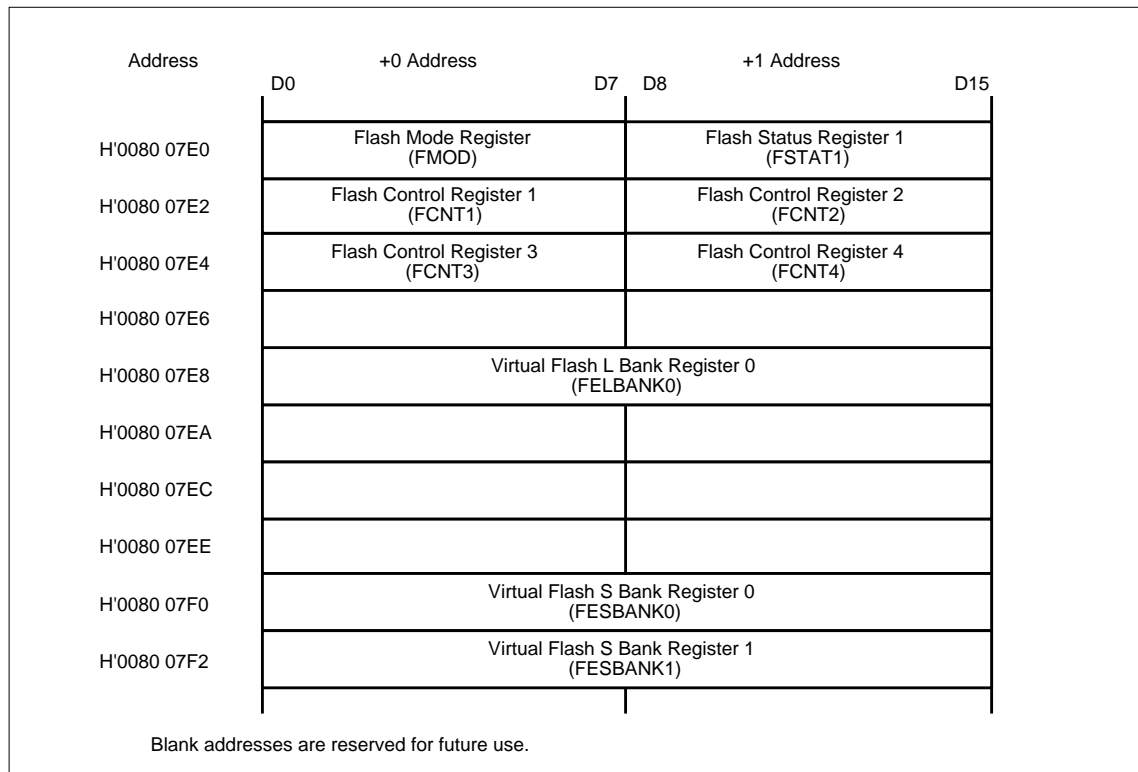 Address +0 Address +1 Address
D0 D7 D8 D15
H'0080 07E0 Flash Mode Register Flash Status Register 1
(FMOD) (FSTAT1)
H'0080 07E2 Flash Control Register 1 Flash Control Register 2
(FCNT1) (FCNT2)
H'0080 07E4 Flash Control Register 3 Flash Control Register 4
(FCNT3) (FCNT4)
H'0080 07E6
H'0080 07E8 Virtual Flash L Bank Register 0
(FELBANK0)
H'0080 07EA
H'0080 07EC
H'0080 07EE
H'0080 07F0 Virtual Flash S Bank Register 0
(FESBANK0)
H'0080 07F2 Virtual Flash S Bank Register 1
(FESBANK1)
Blank addresses are reserved for future use.